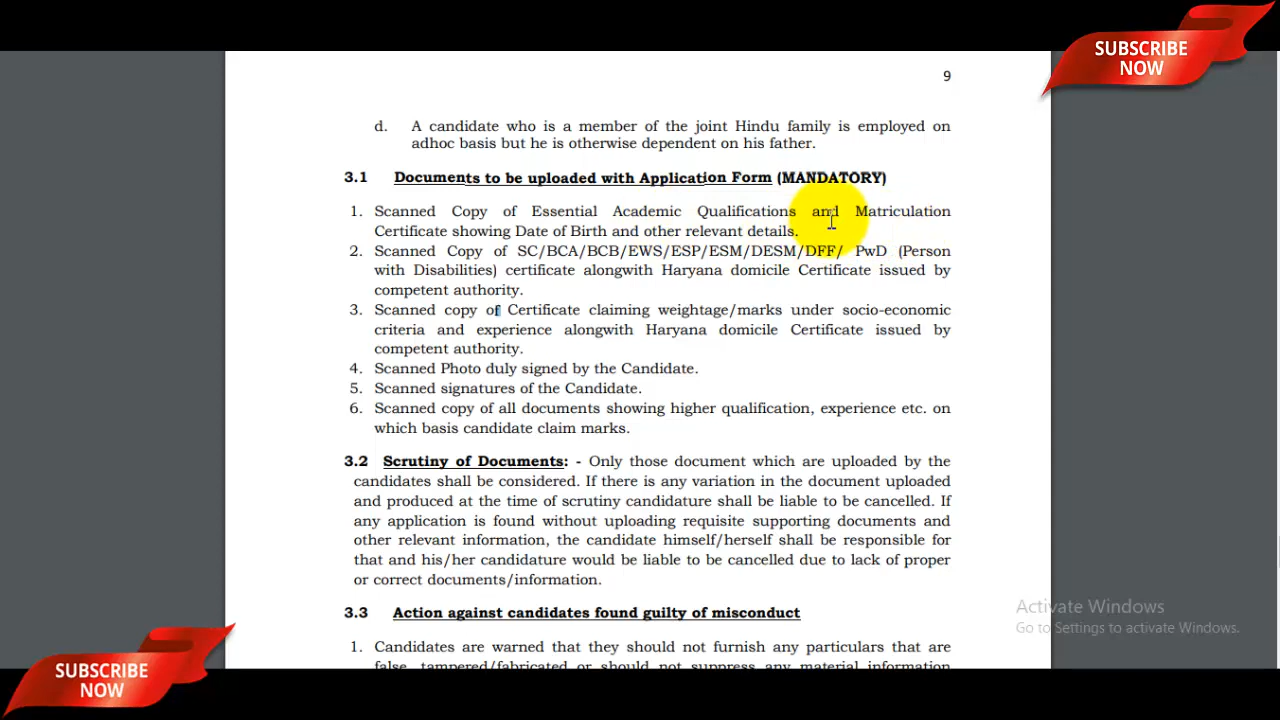 SUBSCRIBE
NOW
9
d. A candidate who is a member of the joint Hindu family is employed on
adhoc basis but he is otherwise dependent on his father.
3.1 Documents to be uploaded with Application Form (MANDATORY)
1. Scanned Copy of Essential Academic Qualifications and Matriculation
Certificate showing Date of Birth and other relevant details.
2. Scanned Copy of SC/BCA/BCB/EWS/ESP/ESM/DESM/DFF/ PwD (Person
with Disabilities) certificate alongwith Haryana domicile Certificate issued by
competent authority.
3. Scanned copy of Certificate claiming weightage/marks under socio-economic
criteria and experience alongwith Haryana domicile Certificate issued by
competent authority.
4. Scanned Photo duly signed by the Candidate.
5. Scanned signatures of the Candidate.
6. Scanned copy of all documents showing higher qualification, experience etc. on
which basis candidate claim marks.
3.2 Scrutiny of Documents: - Only those document which are uploaded by the
candidates shall be considered. If there is any variation in the document uploaded
and produced at the time of scrutiny candidature shall be liable to be cancelled. If
any application is found without uploading requisite supporting documents and
other relevant information, the candidate himself/herself shall be responsible for
that and his/her candidature would be liable to be cancelled due to lack of proper
or correct documents/information.
3.3 Action against candidates found guilty of misconduct
1. Candidates are warned that they should not furnish any particulars that are
false, tampered/fabricated or should not suppress any material information
Activate Windows
Go to Settings to activate Windows.
SUBSCRIBE
NOW